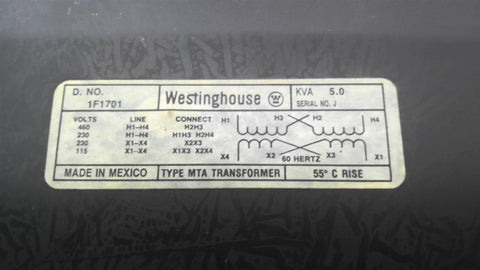 D. NO.
1F1701
Westinghouse W
KVA 5.0
SERIAL NO. J
VOLTS LINE CONNECT
460 H1–H4 H2H3
230 H1–H4 H1H3 H2H4
230 X1–X4 X2X3
115 X1–X4 X1X3 X2X4
H1 H3 H2 H4
X4 X2 X3 X1
60 HERTZ
MADE IN MEXICO TYPE MTA TRANSFORMER 55° C RISE